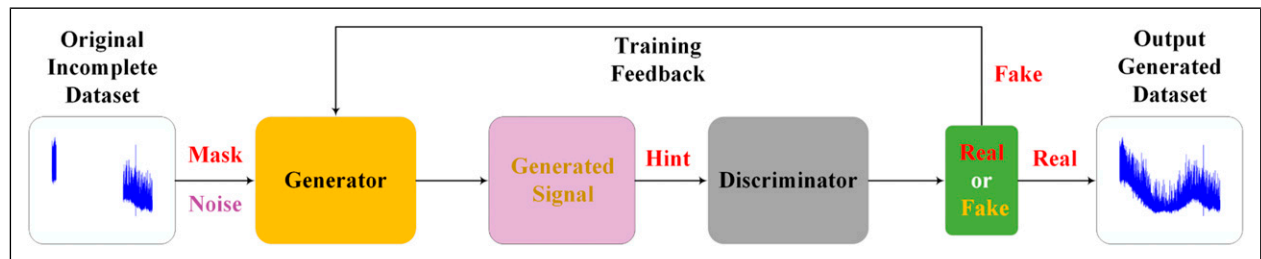 Original
Incomplete
Dataset
Mask
Noise
Generator
Training
Feedback
Generated
Signal
Hint
Discriminator
Real
or
Fake
Fake
Real
Output
Generated
Dataset